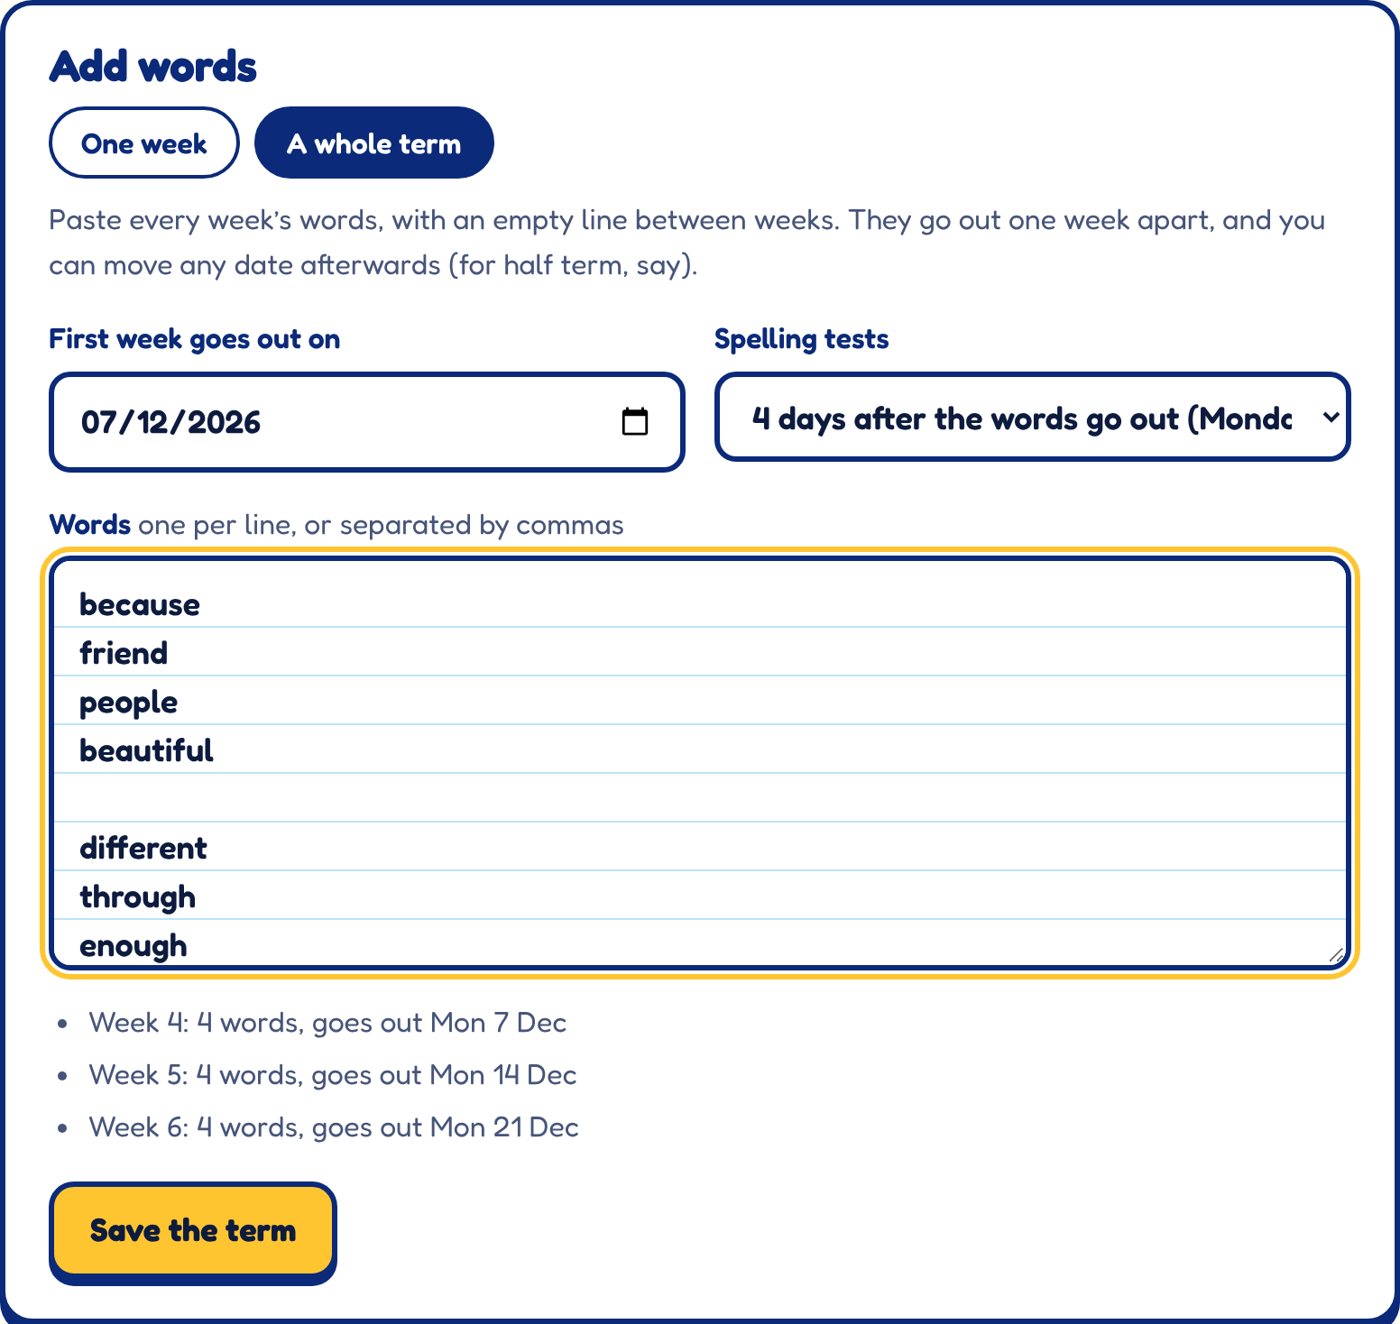 Add words
One week
A whole term
Paste every week’s words, with an empty line between weeks. They go out one week apart, and you
can move any date afterwards (for half term, say).
First week goes out on
Spelling tests
07/12/2026
4 days after the words go out
Words one per line, or separated by commas
because
friend
people
beautiful
different
through
enough
Week 4: 4 words, goes out Mon 7 Dec
Week 5: 4 words, goes out Mon 14 Dec
Week 6: 4 words, goes out Mon 21 Dec
Save the term